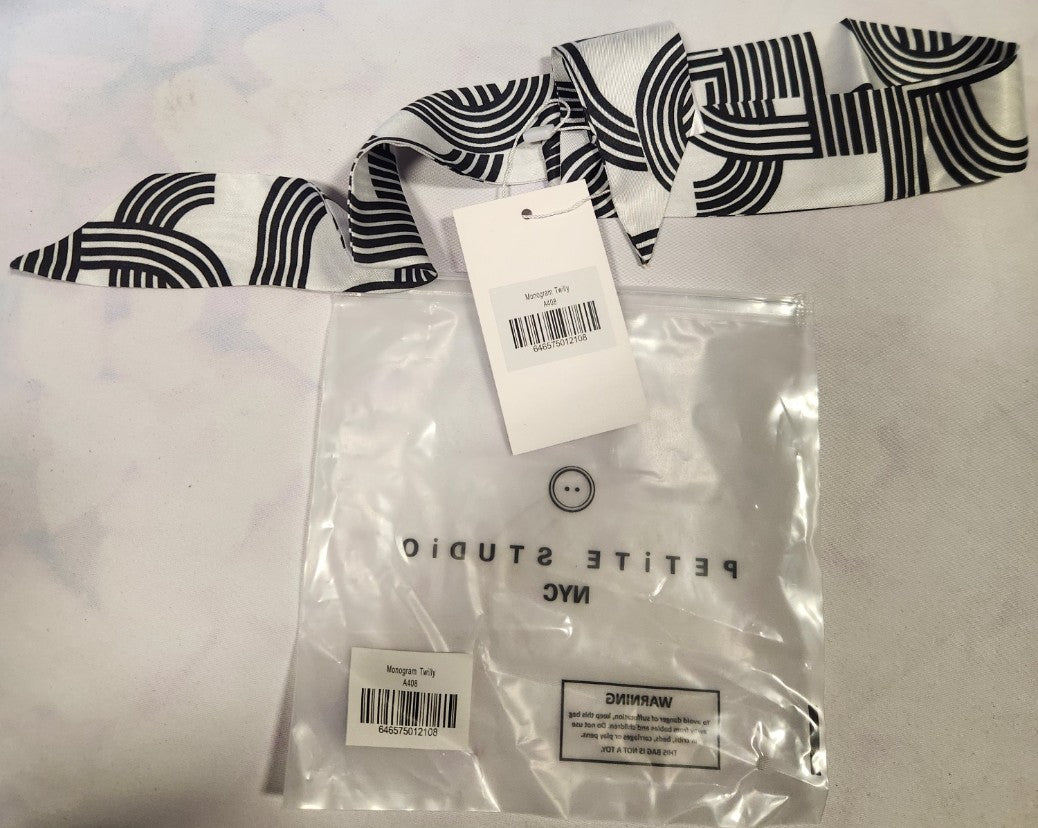 Monogram Twilly
A408
646575012108
PETiTE STUDiO
NYC
Monogram Twilly
A408
646575012108
WARNING
To avoid danger of suffocation, keep this bag
away from babies and children. Do not use
in cribs, beds, carriages or play pens.
THIS BAG IS NOT A TOY.